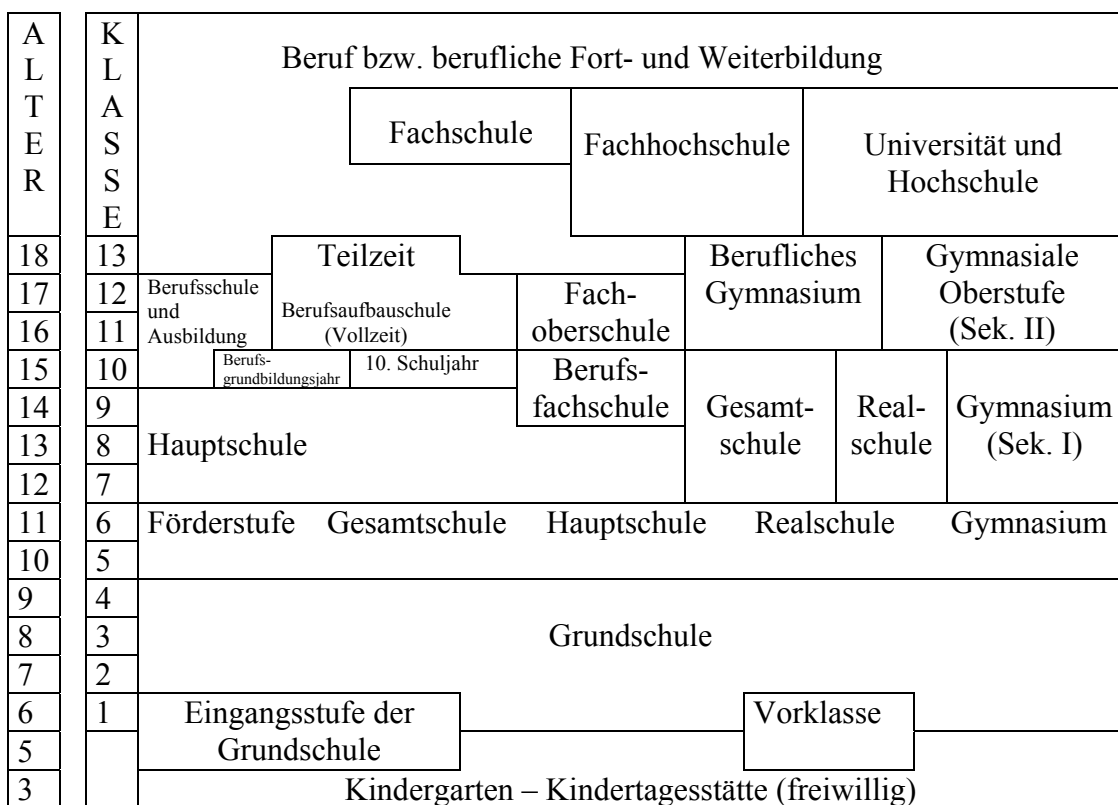 A
L
T
E
R
K
L
A
S
S
E
Beruf bzw. berufliche Fort- und Weiterbildung
Fachschule
Fachhochschule
Universität und
Hochschule
18 13 Teilzeit Berufliches Gymnasiale
17 12 Berufsschule Fach- Gymnasium Oberstufe
und Berufsaufbauschule
16 11 Ausbildung (Vollzeit) oberschule (Sek. II)
15 10 Berufs- 10. Schuljahr Berufs-
grundbildungsjahr
14 9 fachschule Gesamt- Real- Gymnasium
13 8 Hauptschule schule schule (Sek. I)
12 7
11 6 Förderstufe Gesamtschule Hauptschule Realschule Gymnasium
10 5
9 4
8 3 Grundschule
7 2
6 1 Eingangsstufe der Vorklasse
5 Grundschule
3 Kindergarten – Kindertagesstätte (freiwillig)